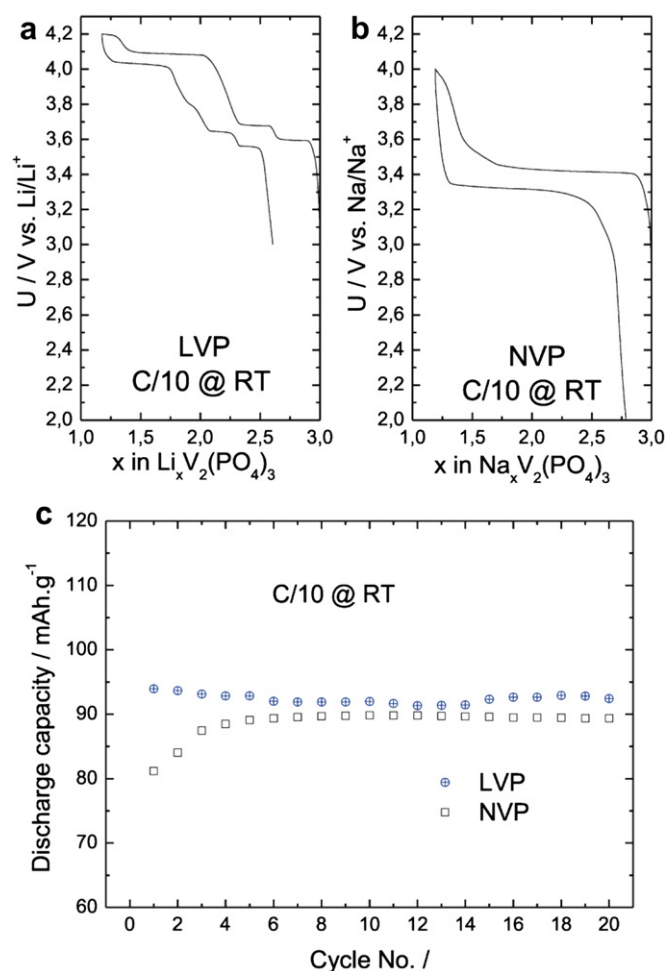 a
4,2
4,0
3,8
3,6
3,4
3,2
3,0
2,8
2,6
2,4
2,2
2,0
U / V vs. Li/Li⁺
LVP
C/10 @ RT
1,0 1,5 2,0 2,5 3,0
x in LiₓV₂(PO₄)₃
b
4,2
4,0
3,8
3,6
3,4
3,2
3,0
2,8
2,6
2,4
2,2
2,0
U / V vs. Na/Na⁺
NVP
C/10 @ RT
1,0 1,5 2,0 2,5 3,0
x in NaₓV₂(PO₄)₃
c
120
110
100
90
80
70
60
Discharge capacity / mAh.g⁻¹
C/10 @ RT
LVP
NVP
0 2 4 6 8 10 12 14 16 18 20
Cycle No. /